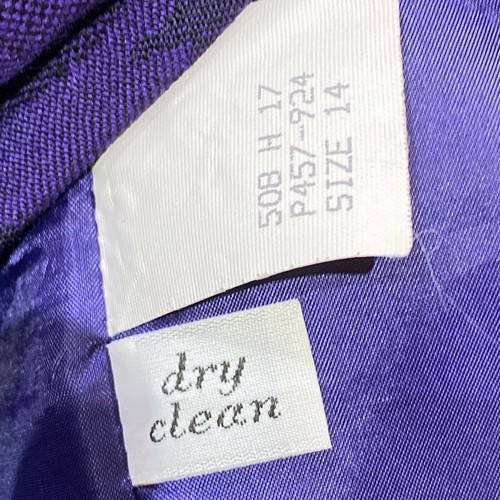 508 H 17
P457-924
SIZE 14
dry
clean